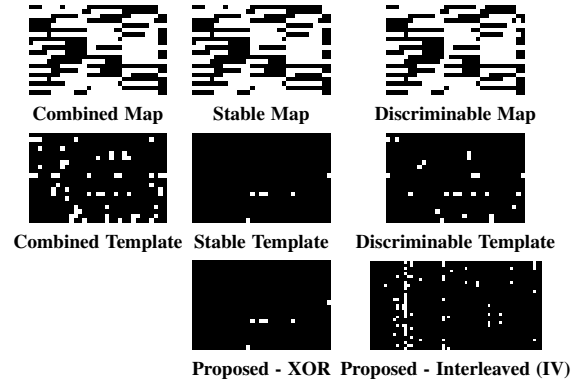 Combined Map Stable Map Discriminable Map
Combined Template Stable Template Discriminable Template
Proposed - XOR Proposed - Interleaved (IV)